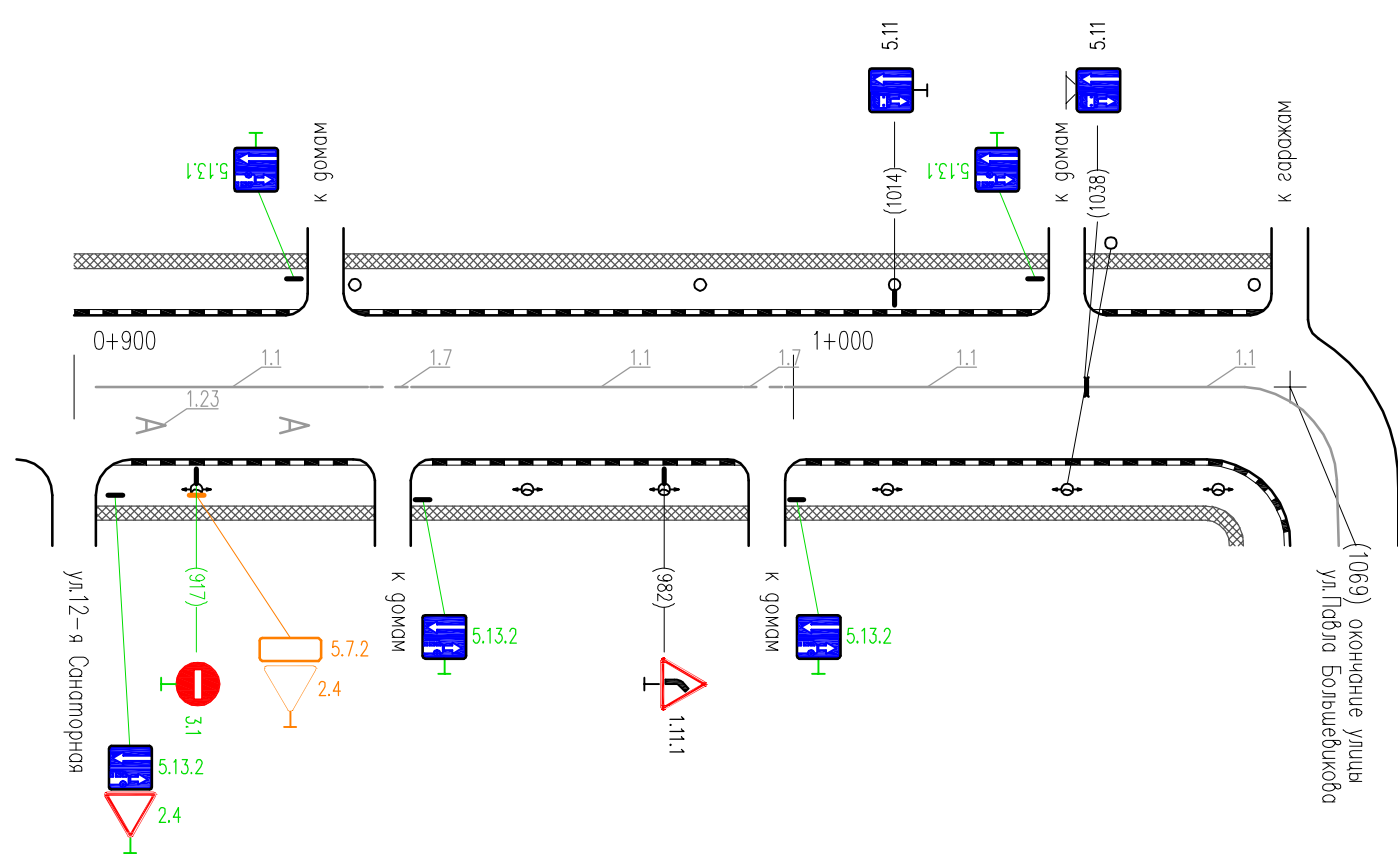 5.11
5.11
к домам
5.13.1
(1014)
5.13.1
к домам
(1038)
к гаражам
0+900
1+000
1.1
1.7
1.1
1.7
1.1
1.1
1.23
А
А
ул.12-я Санаторная
(917)
3.1
5.7.2
2.4
5.13.2
2.4
к домам
5.13.2
(982)
1.11.1
к домам
5.13.2
(1069) окончание улицы
ул.Павла Большевикова